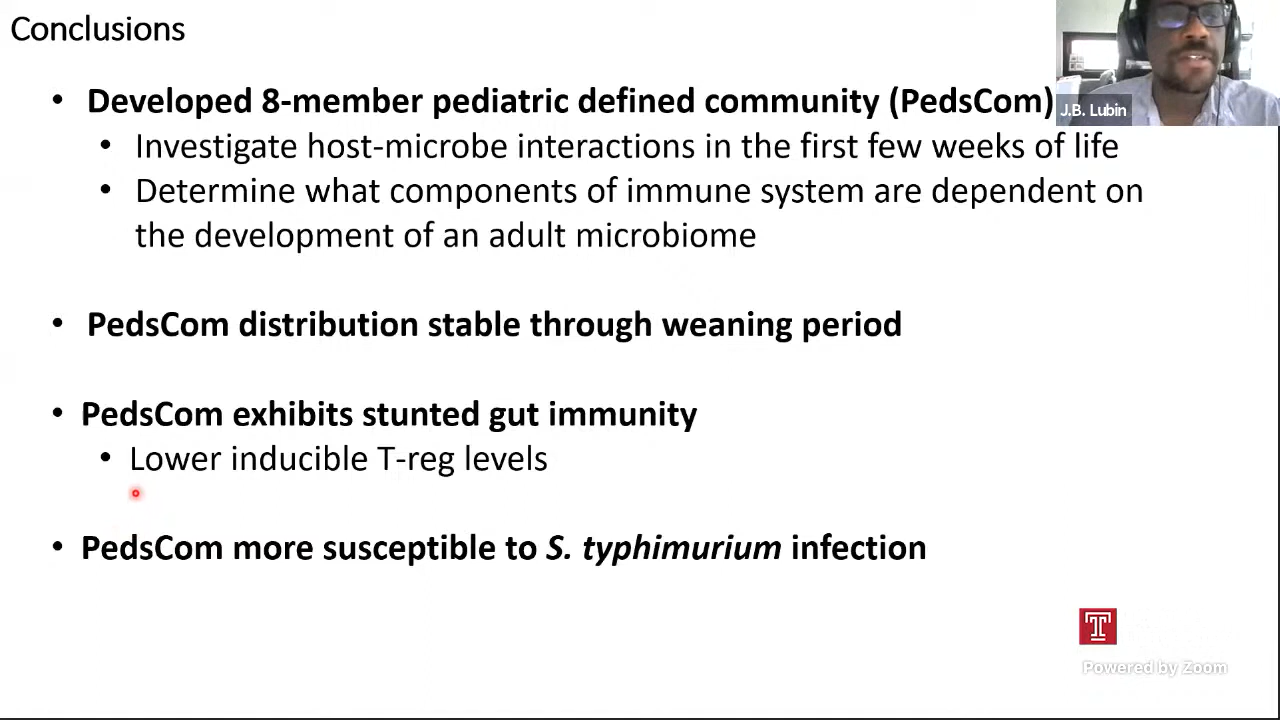 Conclusions
• Developed 8-member pediatric defined community (PedsCom)
J.B. Lubin
• Investigate host-microbe interactions in the first few weeks of life
• Determine what components of immune system are dependent on
the development of an adult microbiome
• PedsCom distribution stable through weaning period
• PedsCom exhibits stunted gut immunity
• Lower inducible T-reg levels
• PedsCom more susceptible to S. typhimurium infection
T
Powered by Zoom